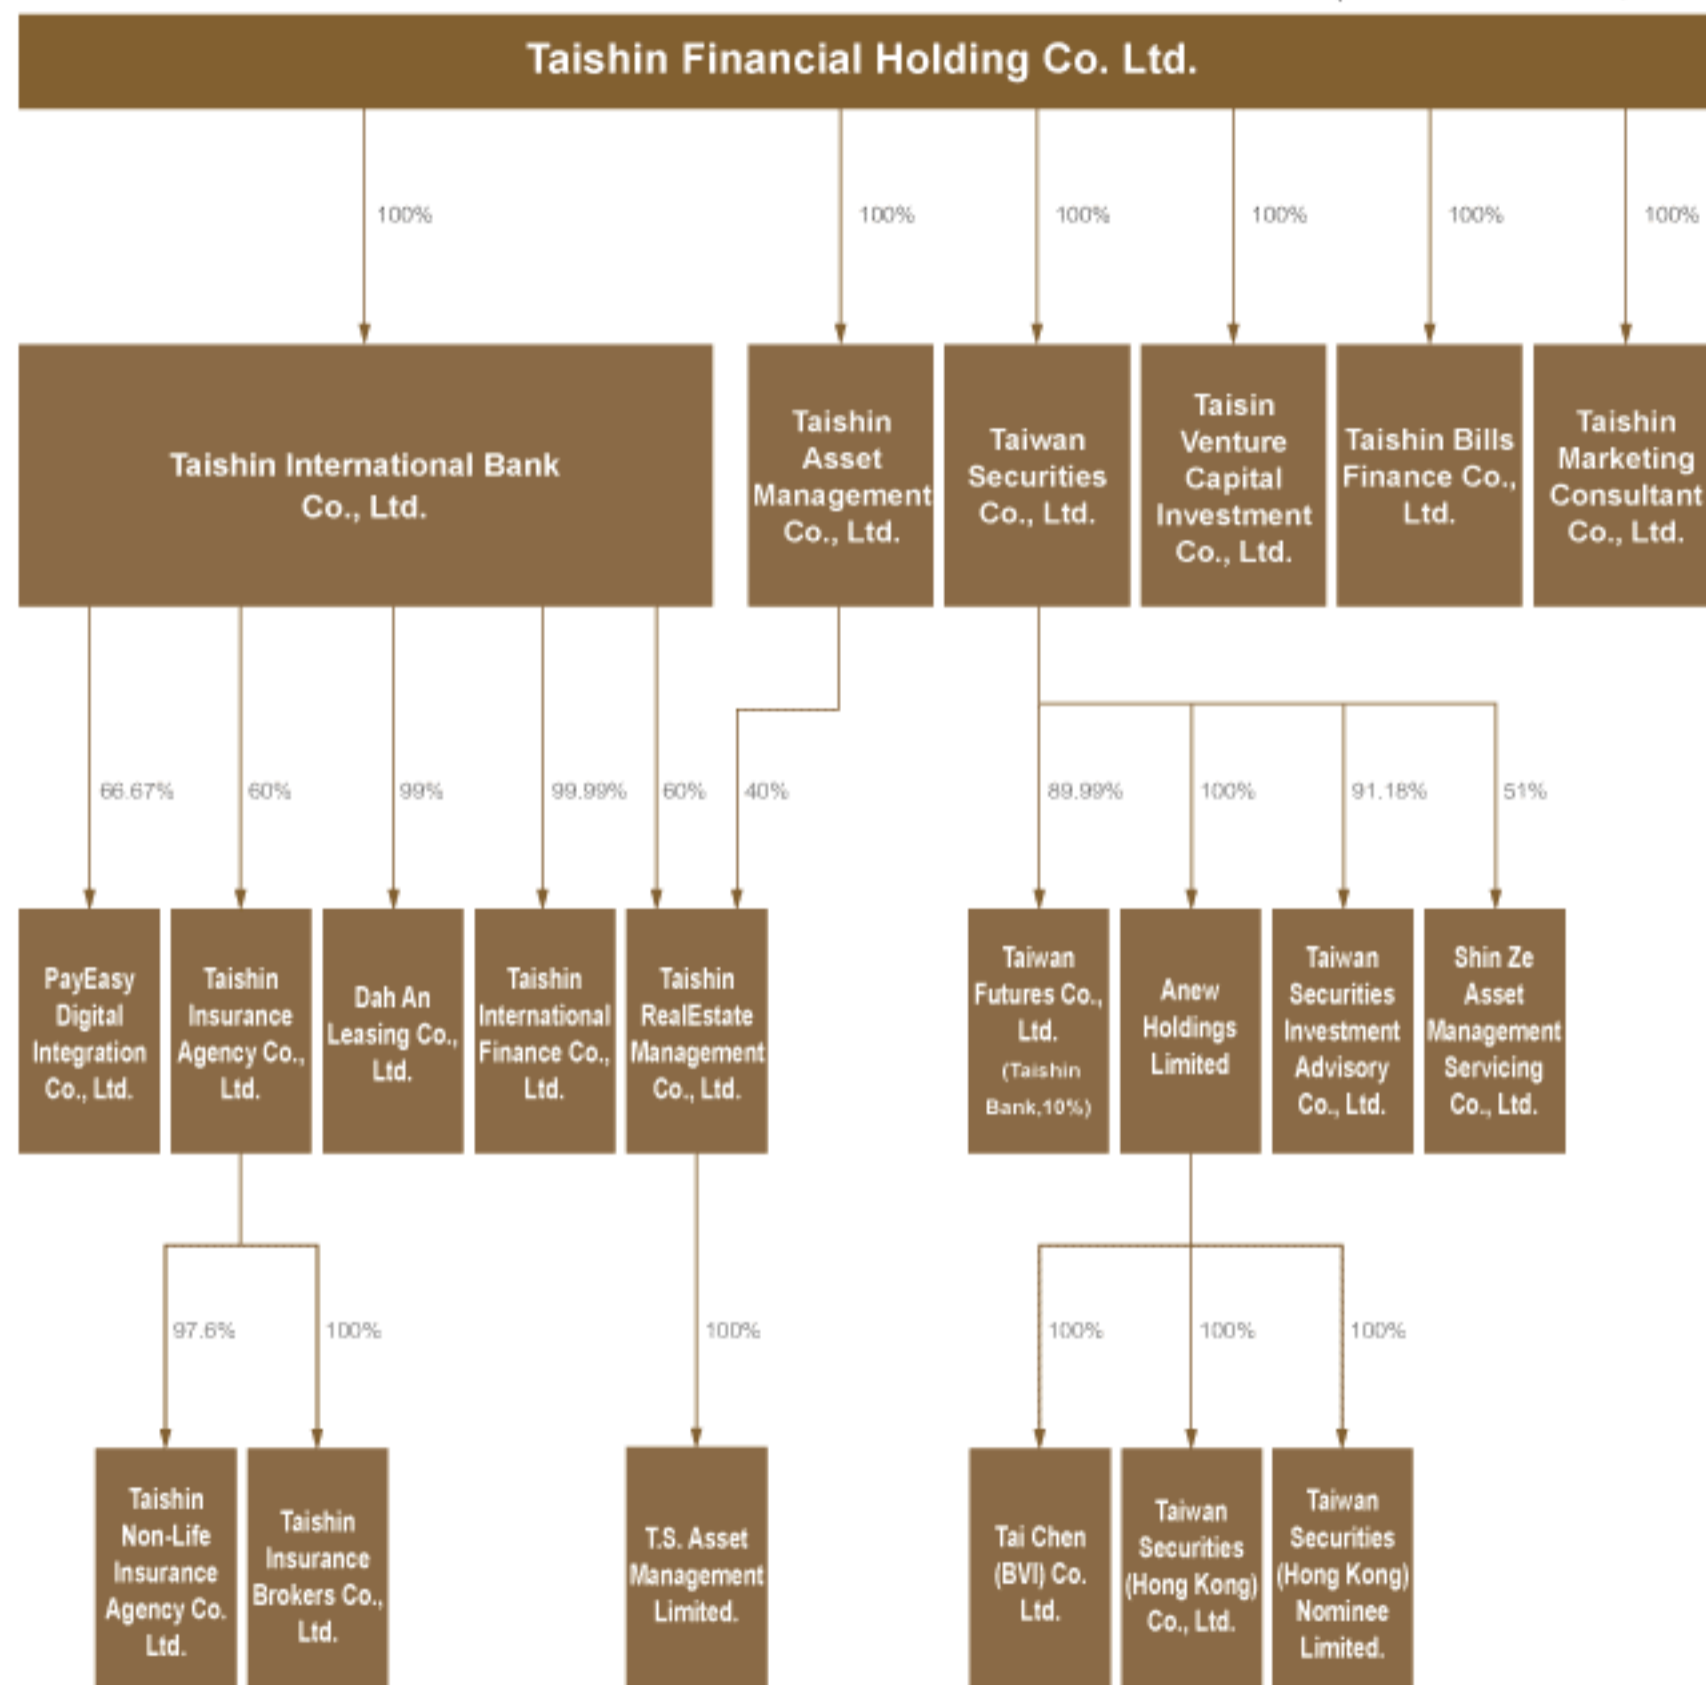 Taishin Financial Holding Co. Ltd.
100%
100%
100%
100%
100%
100%
Taishin International Bank
Co., Ltd.
Taishin
Asset
Management
Co., Ltd.
Taiwan
Securities
Co., Ltd.
Taisin
Venture
Capital
Investment
Co., Ltd.
Taishin Bills
Finance Co.,
Ltd.
Taishin
Marketing
Consultant
Co., Ltd.
66.67%
60%
99%
99.99%
60%
40%
89.99%
100%
91.18%
51%
PayEasy
Digital
Integration
Co., Ltd.
Taishin
Insurance
Agency Co.,
Ltd.
Dah An
Leasing Co.,
Ltd.
Taishin
International
Finance Co.,
Ltd.
Taishin
RealEstate
Management
Co., Ltd.
Taiwan
Futures Co.,
Ltd.
(Taishin
Bank,10%)
Anew
Holdings
Limited
Taiwan
Securities
Investment
Advisory
Co., Ltd.
Shin Ze
Asset
Management
Servicing
Co., Ltd.
97.6%
100%
100%
100%
100%
100%
Taishin
Non-Life
Insurance
Agency Co.
Ltd.
Taishin
Insurance
Brokers Co.,
Ltd.
T.S. Asset
Management
Limited.
Tai Chen
(BVI) Co.
Ltd.
Taiwan
Securities
(Hong Kong)
Co., Ltd.
Taiwan
Securities
(Hong Kong)
Nominee
Limited.